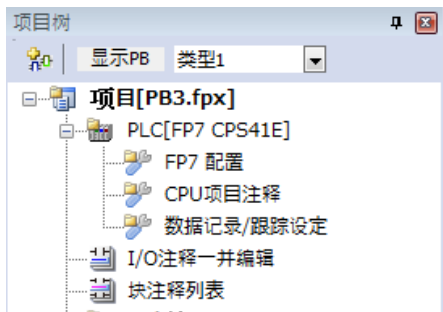 项目树
显示PB 类型1
项目[PB3.fpx]
PLC[FP7 CPS41E]
FP7 配置
CPU项目注释
数据记录/跟踪设定
I/O注释一并编辑
块注释列表